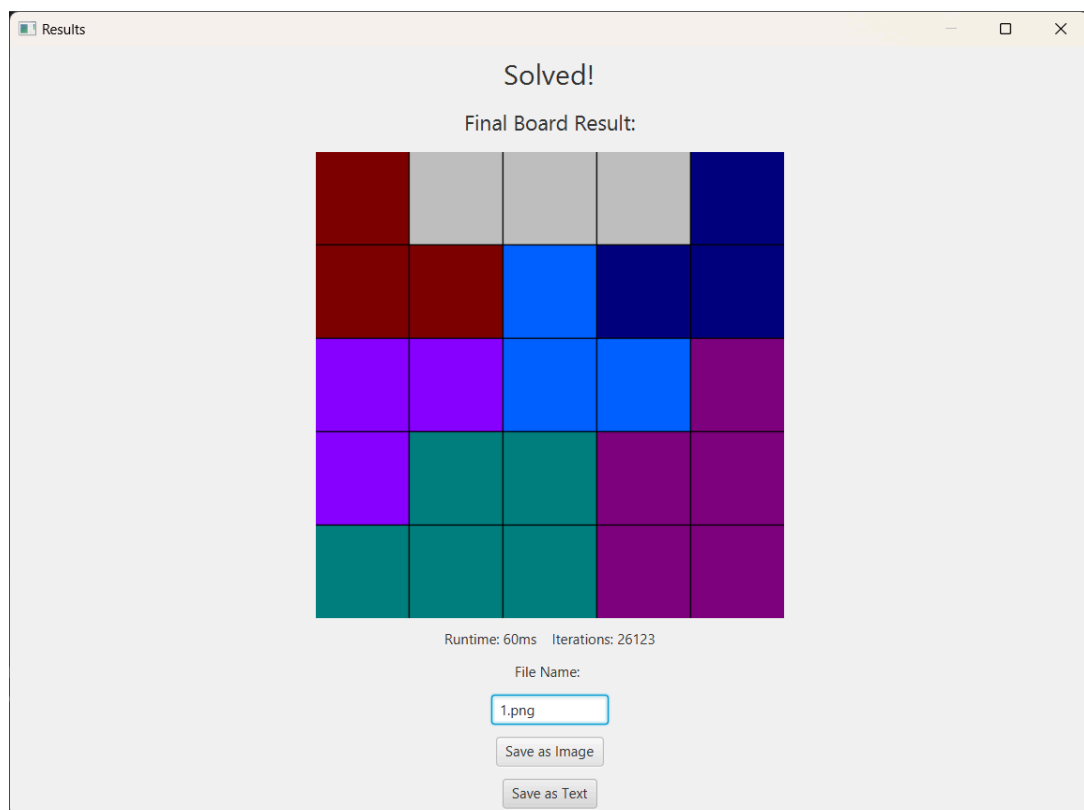 Results
Solved!
Final Board Result:
Runtime: 60ms Iterations: 26123
File Name:
1.png
Save as Image
Save as Text